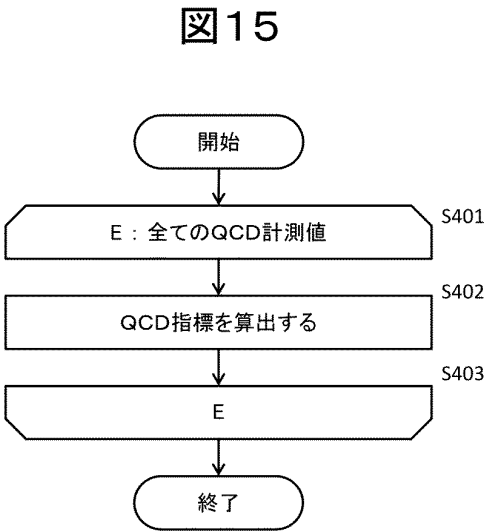 図15
開始
S401
E：全てのQCD計測値
S402
QCD指標を算出する
S403
E
終了